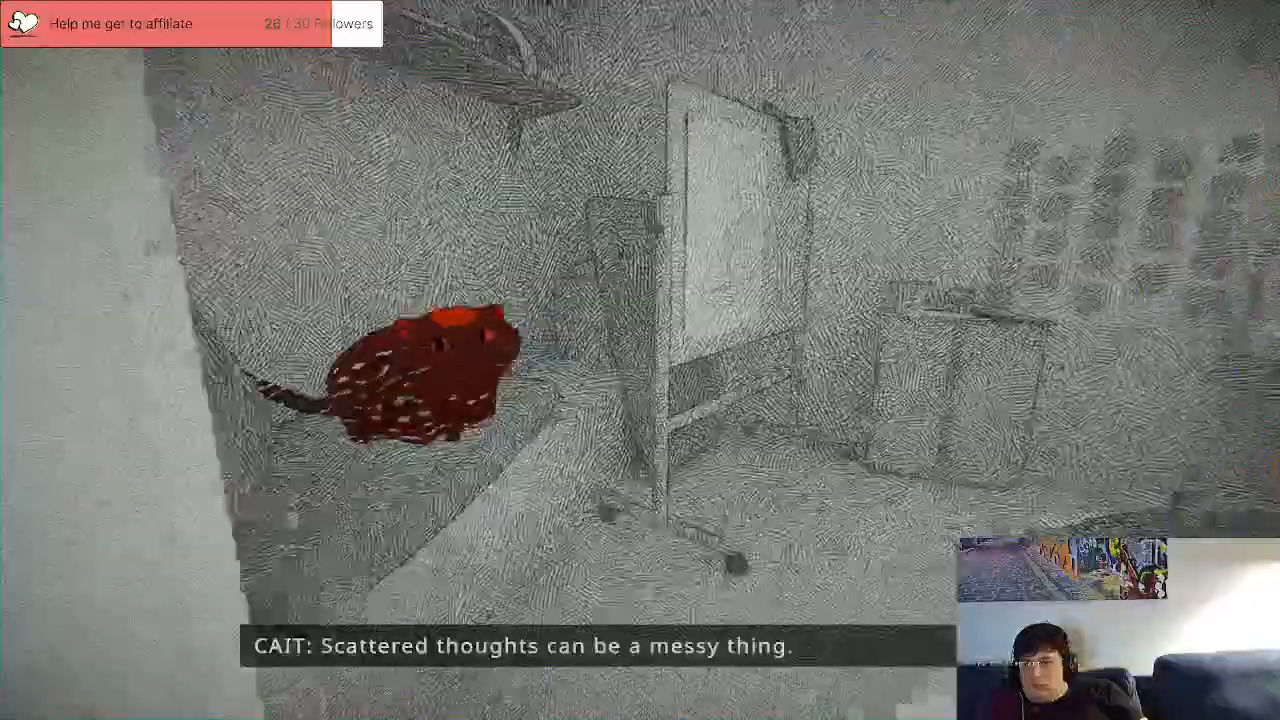 Help me get to affiliate
26 / 30 Followers
CAIT: Scattered thoughts can be a messy thing.